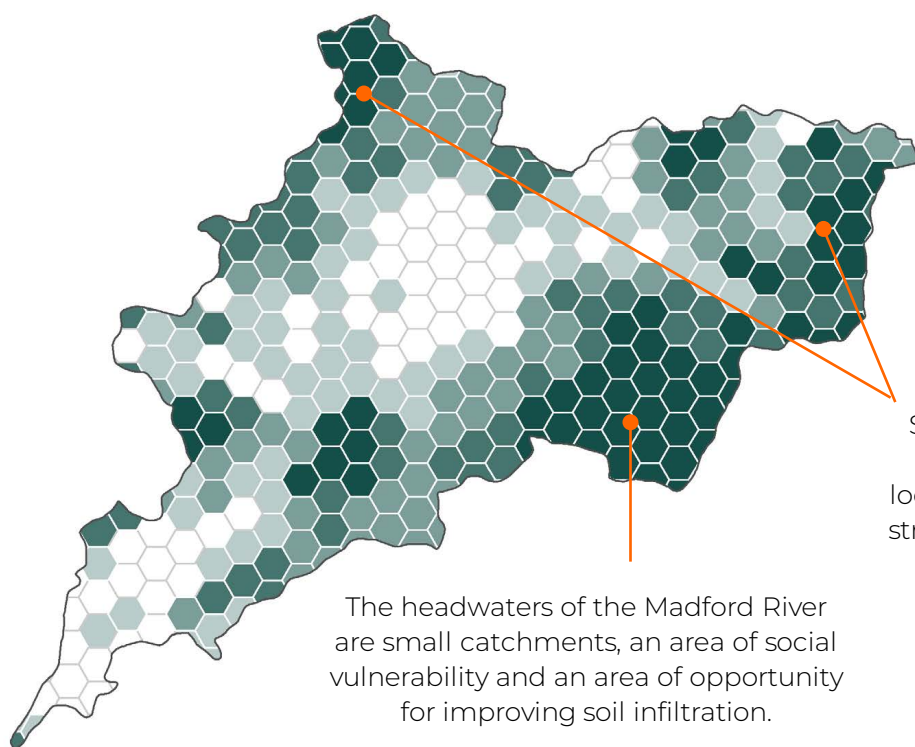 The headwaters of the Madford River
are small catchments, an area of social
vulnerability and an area of opportunity
for improving soil infiltration.